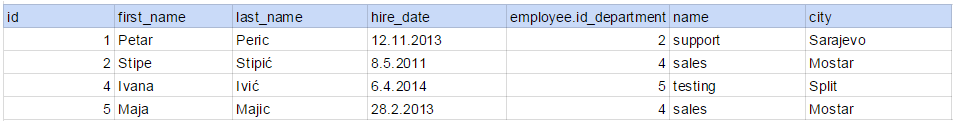 id first_name last_name hire_date employee.id_department name city
1 Petar Peric 12.11.2013 2 support Sarajevo
2 Stipe Stipić 8.5.2011 4 sales Mostar
4 Ivana Ivić 6.4.2014 5 testing Split
5 Maja Majic 28.2.2013 4 sales Mostar